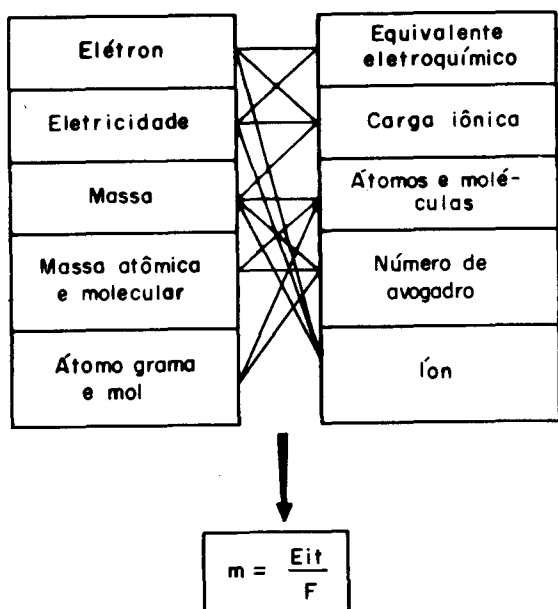 Elétron
Eletricidade
Massa
Massa atômica
e molecular
Átomo grama
e mol
Equivalente
eletroquímico
Carga iônica
Átomos e molé-
culas
Número de
avogadro
Íon
m = Eit
F